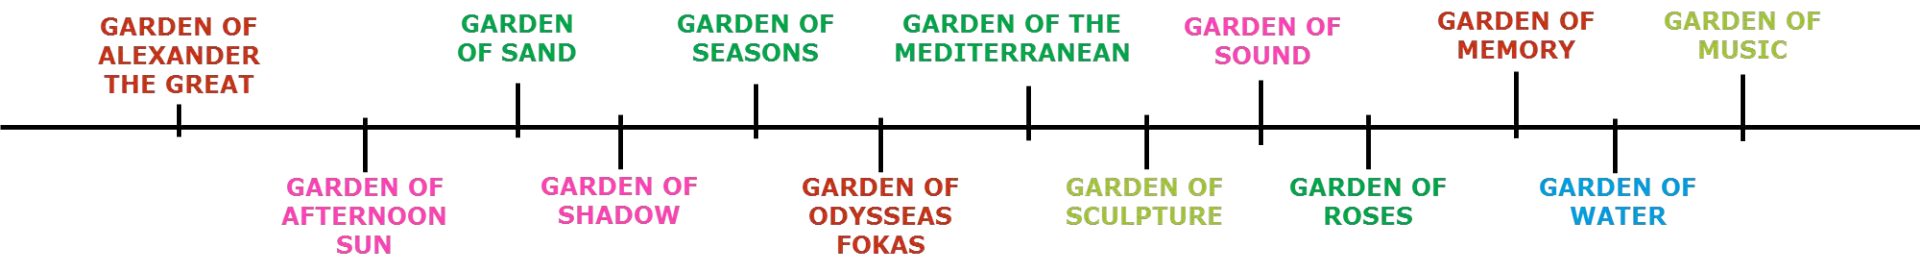 GARDEN OF
ALEXANDER
THE GREAT
GARDEN OF
AFTERNOON
SUN
GARDEN
OF SAND
GARDEN OF
SHADOW
GARDEN OF
SEASONS
GARDEN OF
ODYSSEAS
FOKAS
GARDEN OF THE
MEDITERRANEAN
GARDEN OF
SCULPTURE
GARDEN OF
SOUND
GARDEN OF
ROSES
GARDEN OF
MEMORY
GARDEN OF
WATER
GARDEN OF
MUSIC